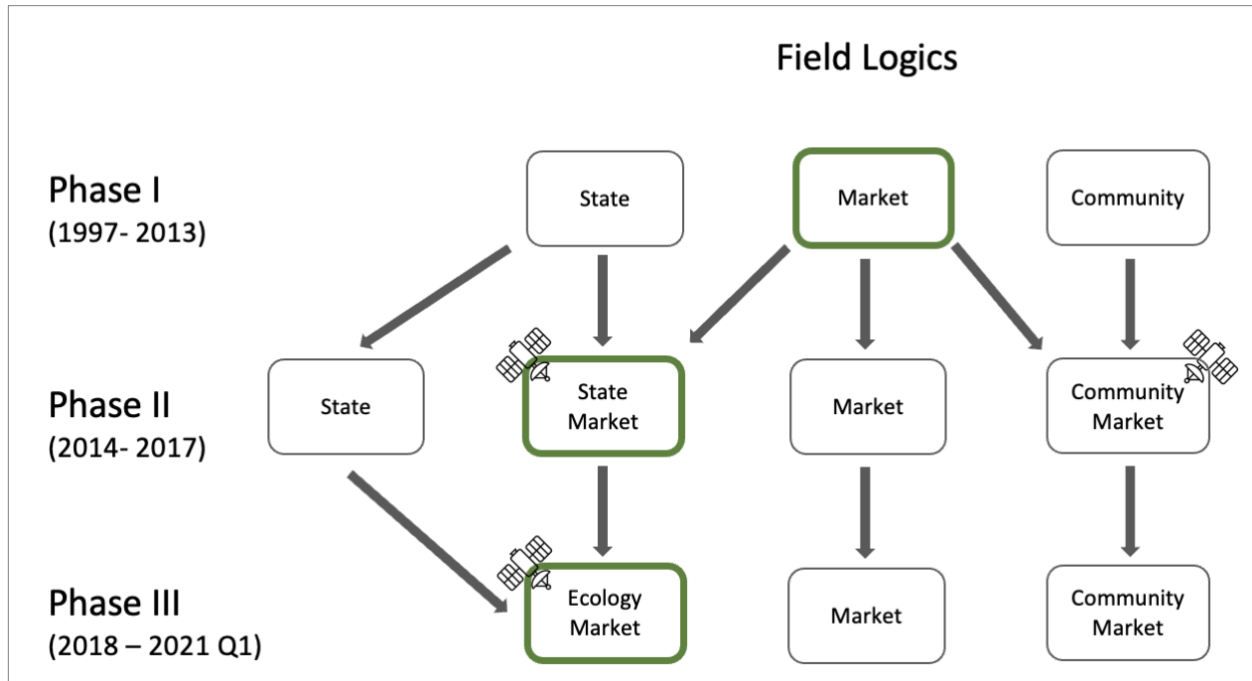 Field Logics
Phase I
(1997- 2013)
State
Market
Community
Phase II
(2014- 2017)
State
State
Market
Market
Community
Market
Phase III
(2018 – 2021 Q1)
Ecology
Market
Market
Community
Market